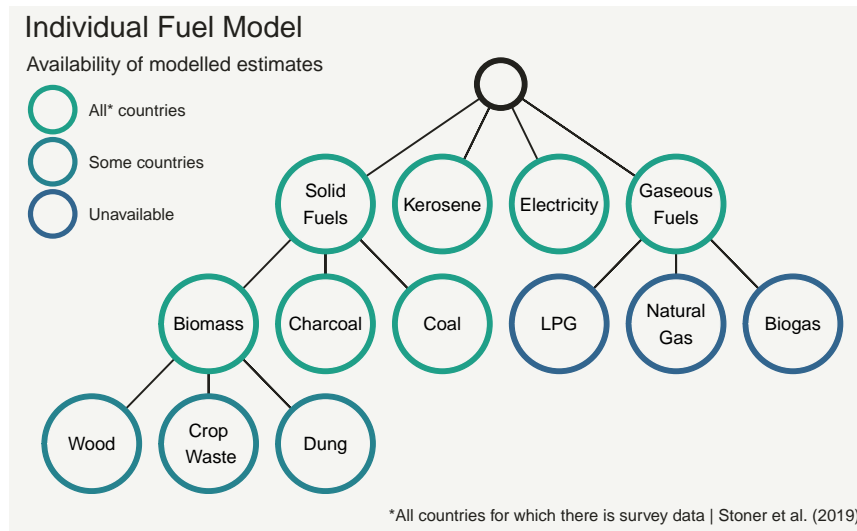 Individual Fuel Model
Availability of modelled estimates
All* countries
Some countries
Unavailable
Solid
Fuels
Kerosene
Electricity
Gaseous
Fuels
Biomass
Charcoal
Coal
LPG
Natural
Gas
Biogas
Wood
Crop
Waste
Dung
*All countries for which there is survey data | Stoner et al. (2019)